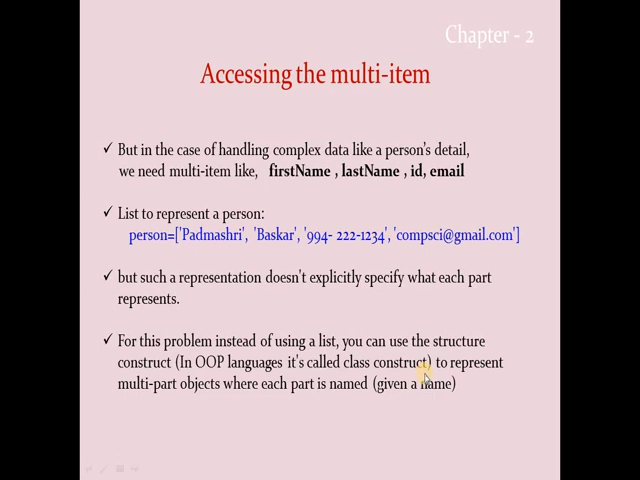 Chapter - 2
Accessing the multi-item
✓ But in the case of handling complex data like a person's detail,
we need multi-item like, firstName , lastName , id, email
✓ List to represent a person:
person=['Padmashri', 'Baskar', '994- 222-1234', 'compsci@gmail.com']
✓ but such a representation doesn't explicitly specify what each part
represents.
✓ For this problem instead of using a list, you can use the structure
construct (In OOP languages it's called class construct) to represent
multi-part objects where each part is named (given a name)